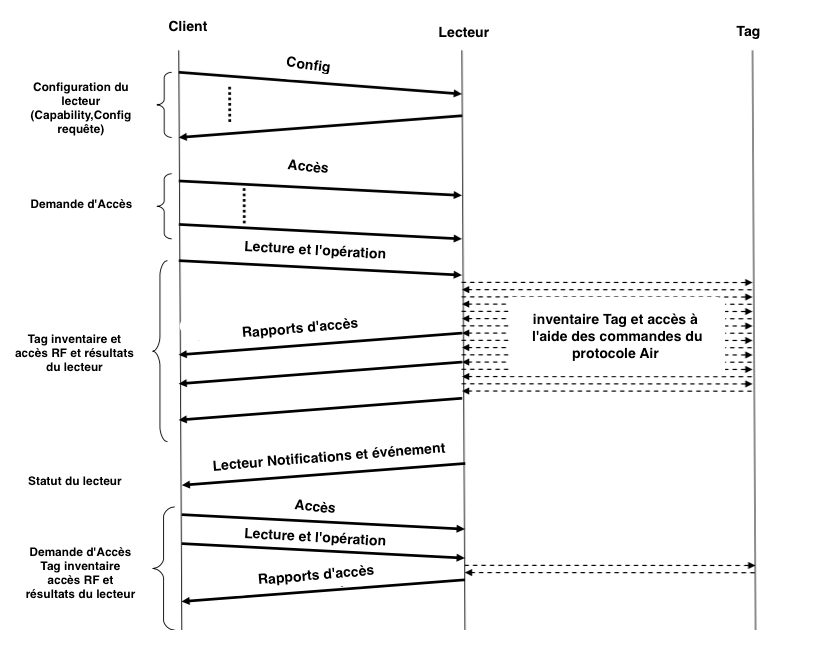 Client
Lecteur
Tag
Config
Configuration du
lecteur
(Capability,Config
requête)
Accès
Demande d'Accès
Lecture et l'opération
inventaire Tag et accès à
l'aide des commandes du
protocole Air
Rapports d'accès
Tag inventaire et
accès RF et résultats
du lecteur
Lecteur Notifications et événement
Statut du lecteur
Accès
Lecture et l'opération
Demande d'Accès
Tag inventaire
accès RF et
résultats du lecteur
Rapports d'accès